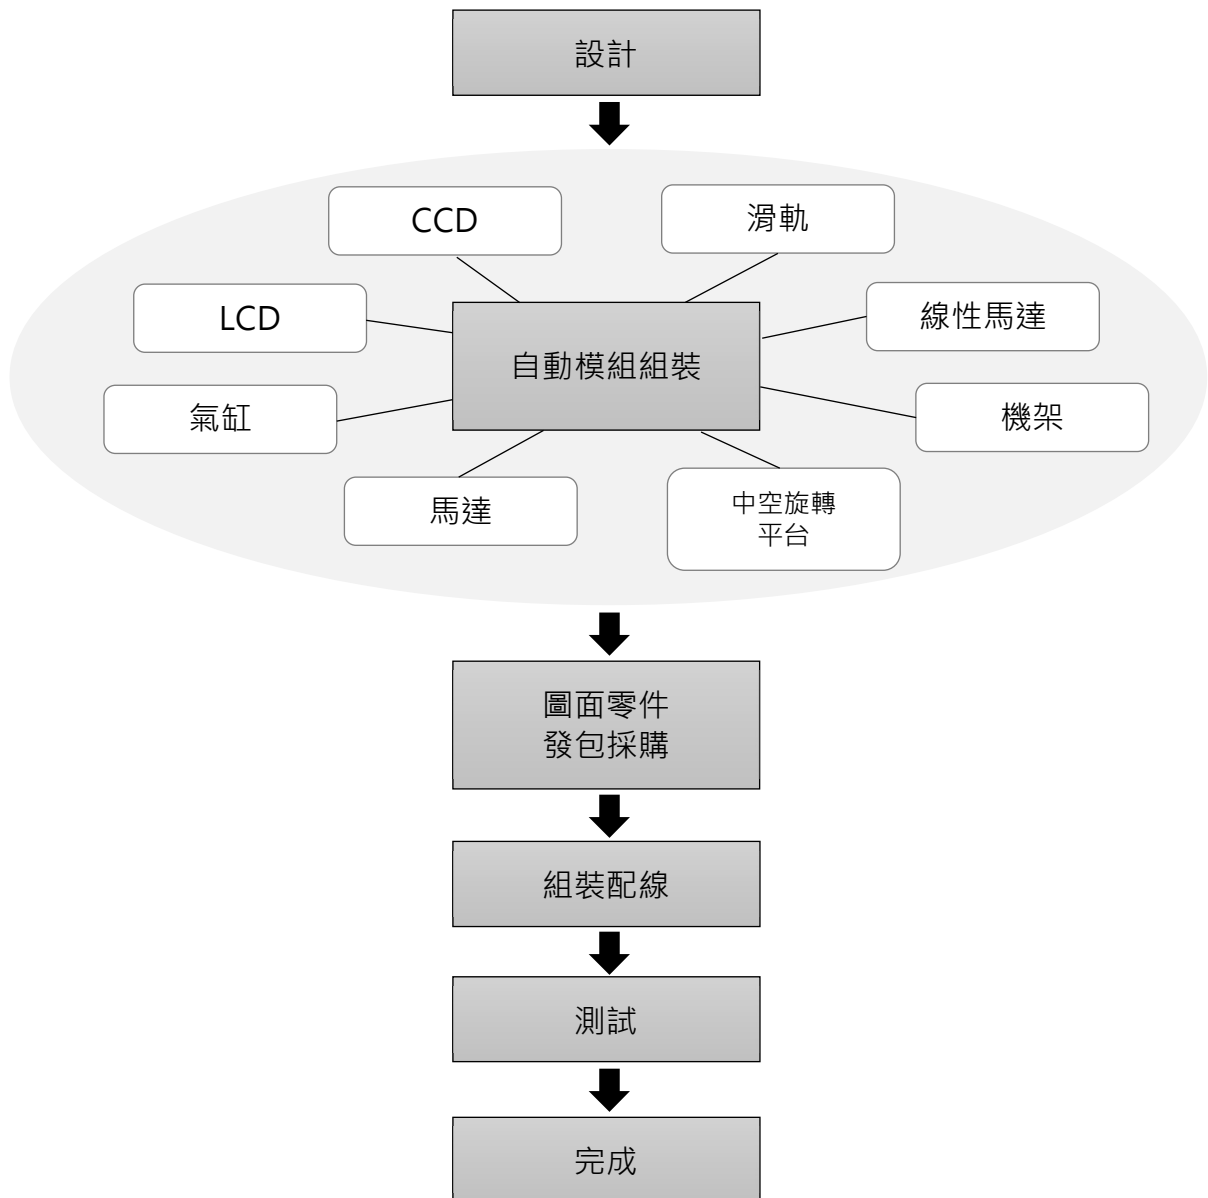 設計
CCD
滑軌
LCD
線性馬達
自動模組組裝
氣缸
機架
馬達
中空旋轉
平台
圖面零件
發包採購
組裝配線
測試
完成